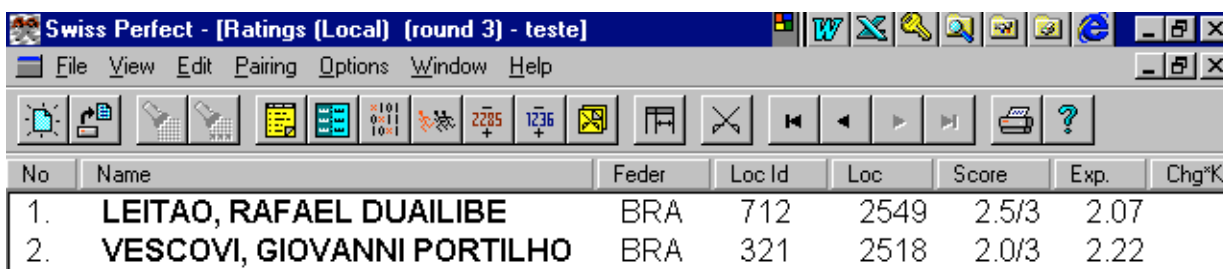 Swiss Perfect - [Ratings (Local) (round 3) - teste]
File View Edit Pairing Options Window Help
2285 1236
No Name Feder Loc Id Loc Score Exp. Chg*K
1. LEITAO, RAFAEL DUAILIBE BRA 712 2549 2.5/3 2.07
2. VESCOVI, GIOVANNI PORTILHO BRA 321 2518 2.0/3 2.22